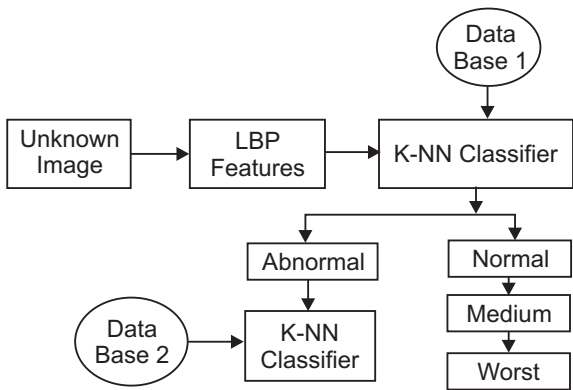 Data
Base 1
Unknown
Image
LBP
Features
K-NN Classifier
Abnormal
Normal
Data
Base 2
K-NN
Classifier
Medium
Worst